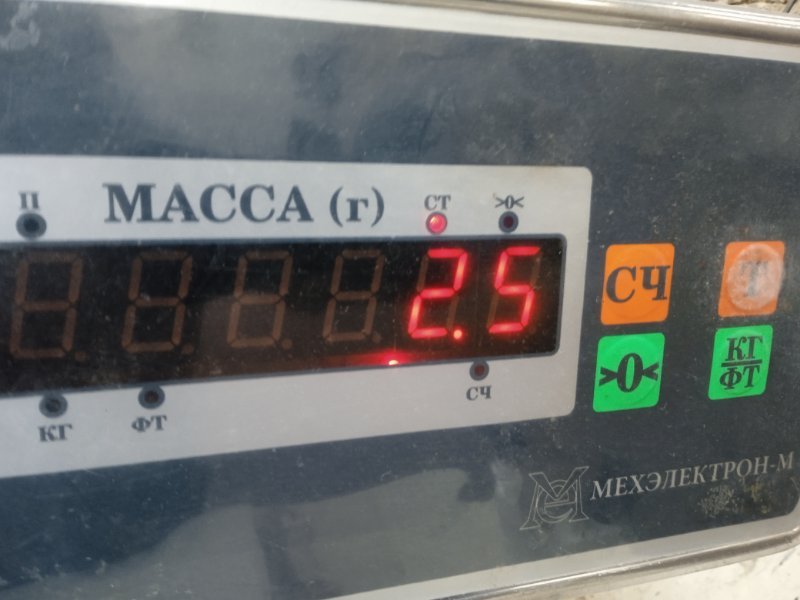 П
МАССА (г)
СТ
>0<
2.5
СЧ
Т
>0<
КГ
ФТ
КГ
ФТ
СЧ
МЕХЭЛЕКТРОН-М